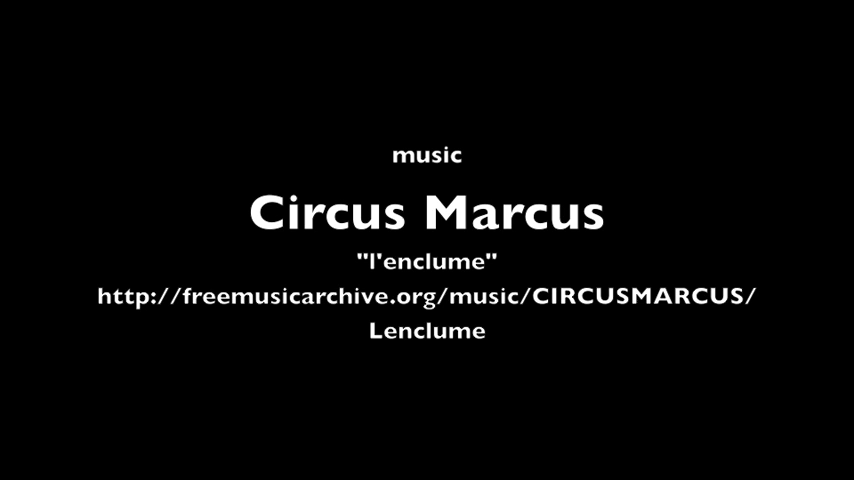 music
Circus Marcus
"l'enclume"
http://freemusicarchive.org/music/CIRCUSMARCUS/
Lenclume